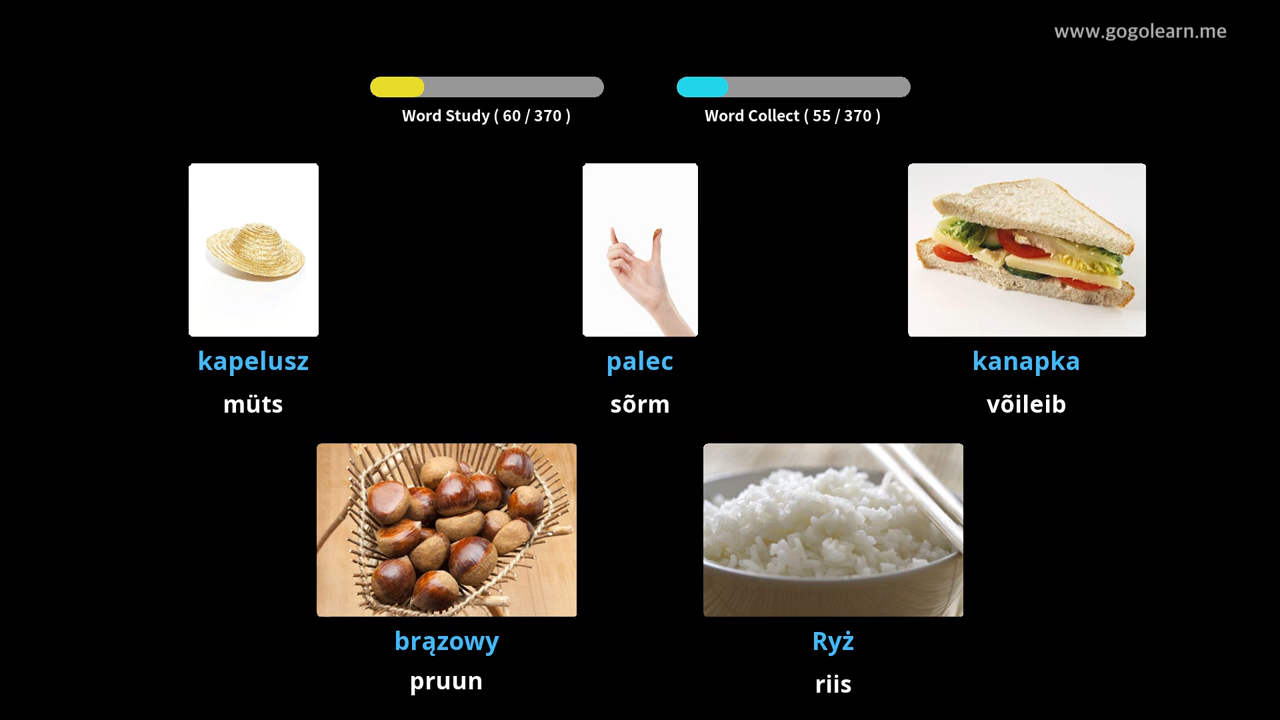 www.gogolearn.me
Word Study ( 60 / 370 )
Word Collect ( 55 / 370 )
kapelusz
müts
palec
sõrm
kanapka
võileib
brązowy
pruun
Ryż
riis